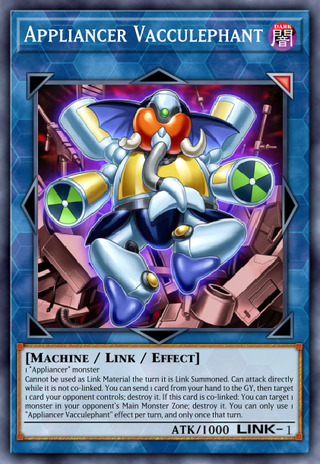 Appliancer Vacculephant
DARK
闇
[Machine / Link / Effect]
1 "Appliancer" monster
Cannot be used as Link Material the turn it is Link Summoned. Can attack directly
while it is not co-linked. You can send 1 card from your hand to the GY, then target
1 card your opponent controls; destroy it. If this card is co-linked: You can target 1
monster in your opponent's Main Monster Zone; destroy it. You can only use 1
"Appliancer Vacculephant" effect per turn, and only once that turn.
ATK/1000 LINK-1